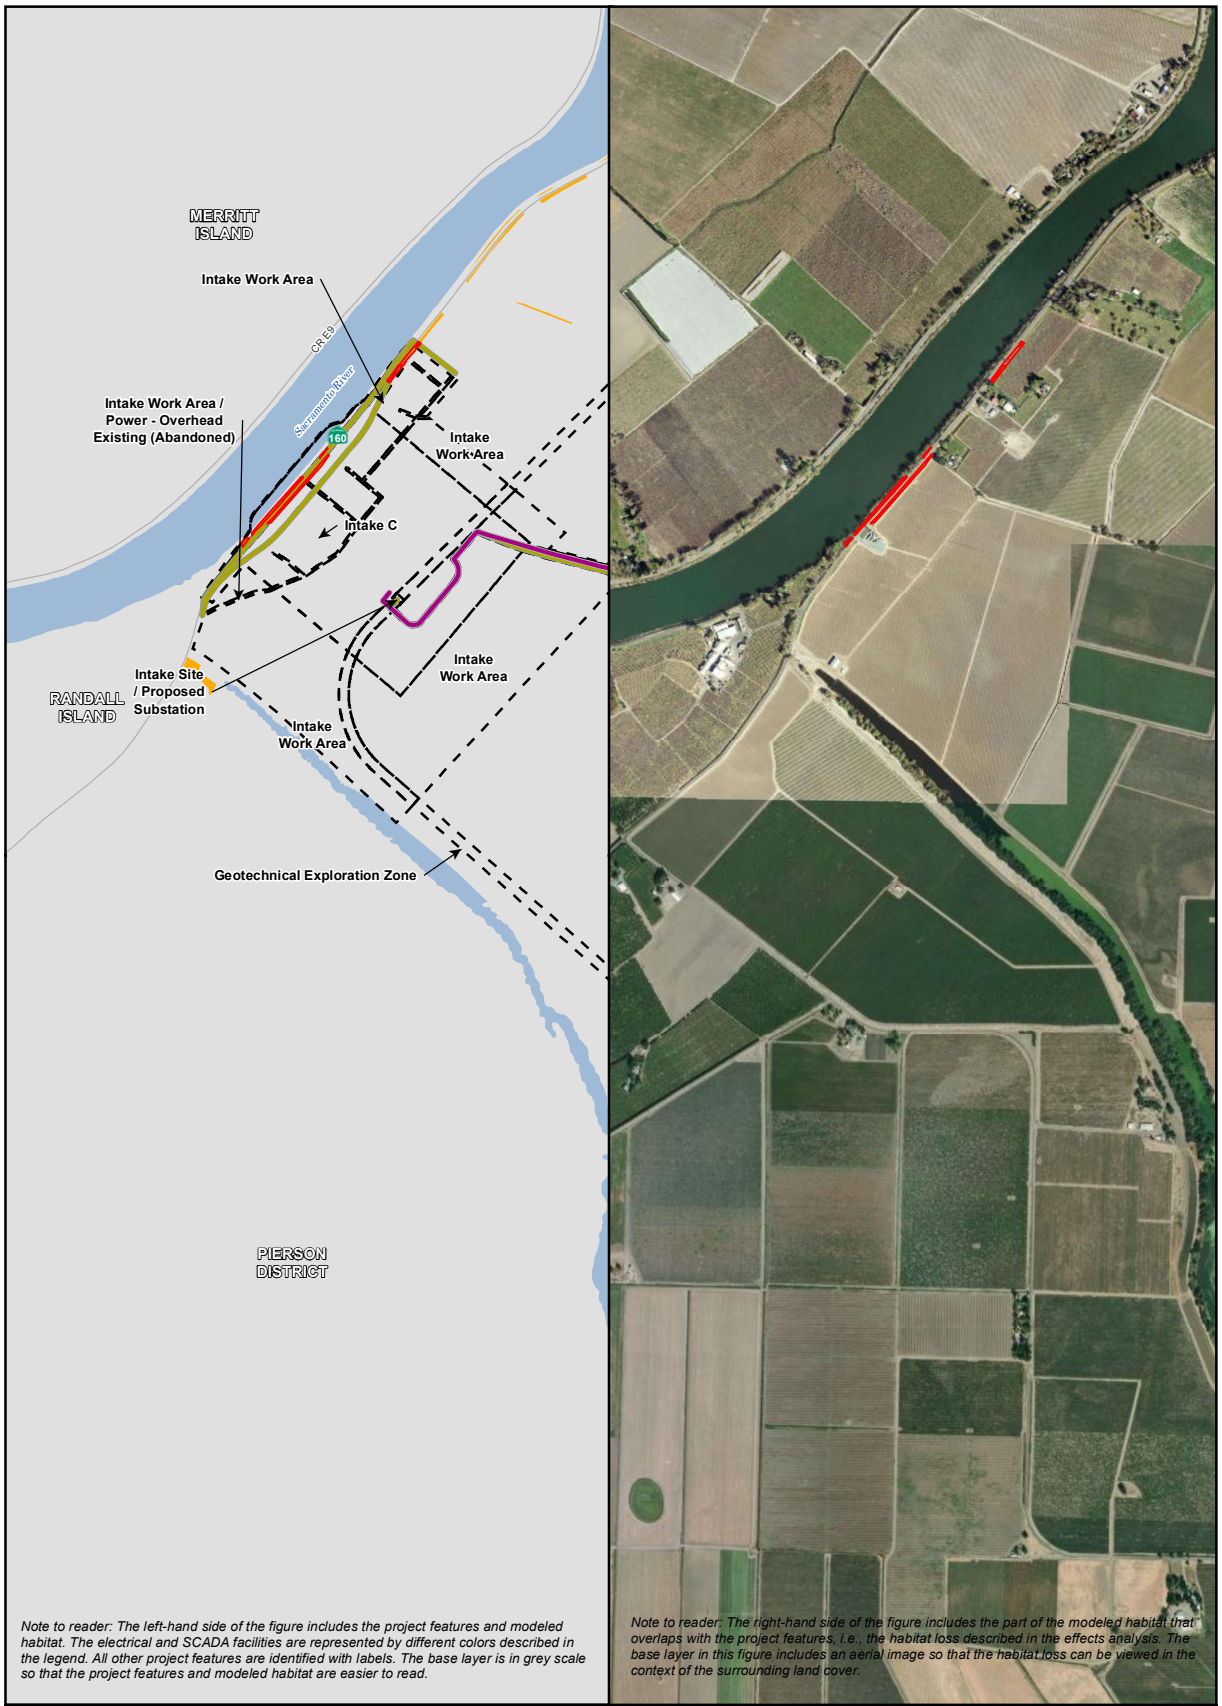 MERRITT
ISLAND
Intake Work Area
CR E9
Sacramento River
Intake Work Area /
Power - Overhead
Existing (Abandoned)
160
Intake
Work Area
Intake C
Intake Site
/ Proposed
Substation
RANDALL
ISLAND
Intake
Work Area
Intake
Work Area
Geotechnical Exploration Zone
PIERSON
DISTRICT
Note to reader: The left-hand side of the figure includes the project features and modeled
habitat. The electrical and SCADA facilities are represented by different colors described in
the legend. All other project features are identified with labels. The base layer is in grey scale
so that the project features and modeled habitat are easier to read.
Note to reader: The right-hand side of the figure includes the part of the modeled habitat that
overlaps with the project features, i.e., the habitat loss described in the effects analysis. The
base layer in this figure includes an aerial image so that the habitat loss can be viewed in the
context of the surrounding land cover.